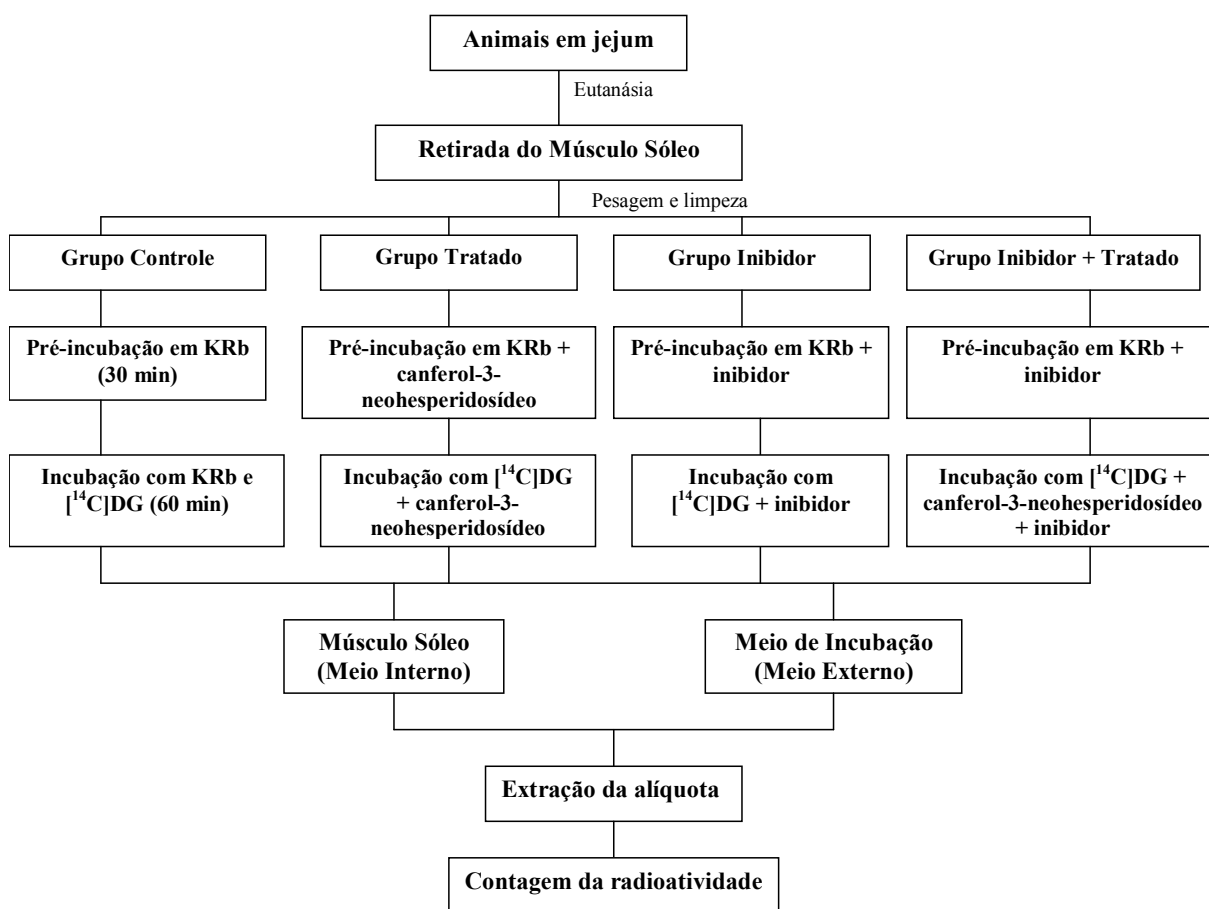 Animais em jejum
Eutanásia
Retirada do Músculo Sóleo
Pesagem e limpeza
Grupo Controle
Grupo Tratado
Grupo Inibidor
Grupo Inibidor + Tratado
Pré-incubação em KRb
(30 min)
Pré-incubação em KRb +
canferol-3-
neohesperidosídeo
Pré-incubação em KRb +
inibidor
Pré-incubação em KRb +
inibidor
Incubação com KRb e
[¹⁴C]DG (60 min)
Incubação com [¹⁴C]DG
+ canferol-3-
neohesperidosídeo
Incubação com
[¹⁴C]DG + inibidor
Incubação com [¹⁴C]DG +
canferol-3-neohesperidosídeo
+ inibidor
Músculo Sóleo
(Meio Interno)
Meio de Incubação
(Meio Externo)
Extração da alíquota
Contagem da radioatividade